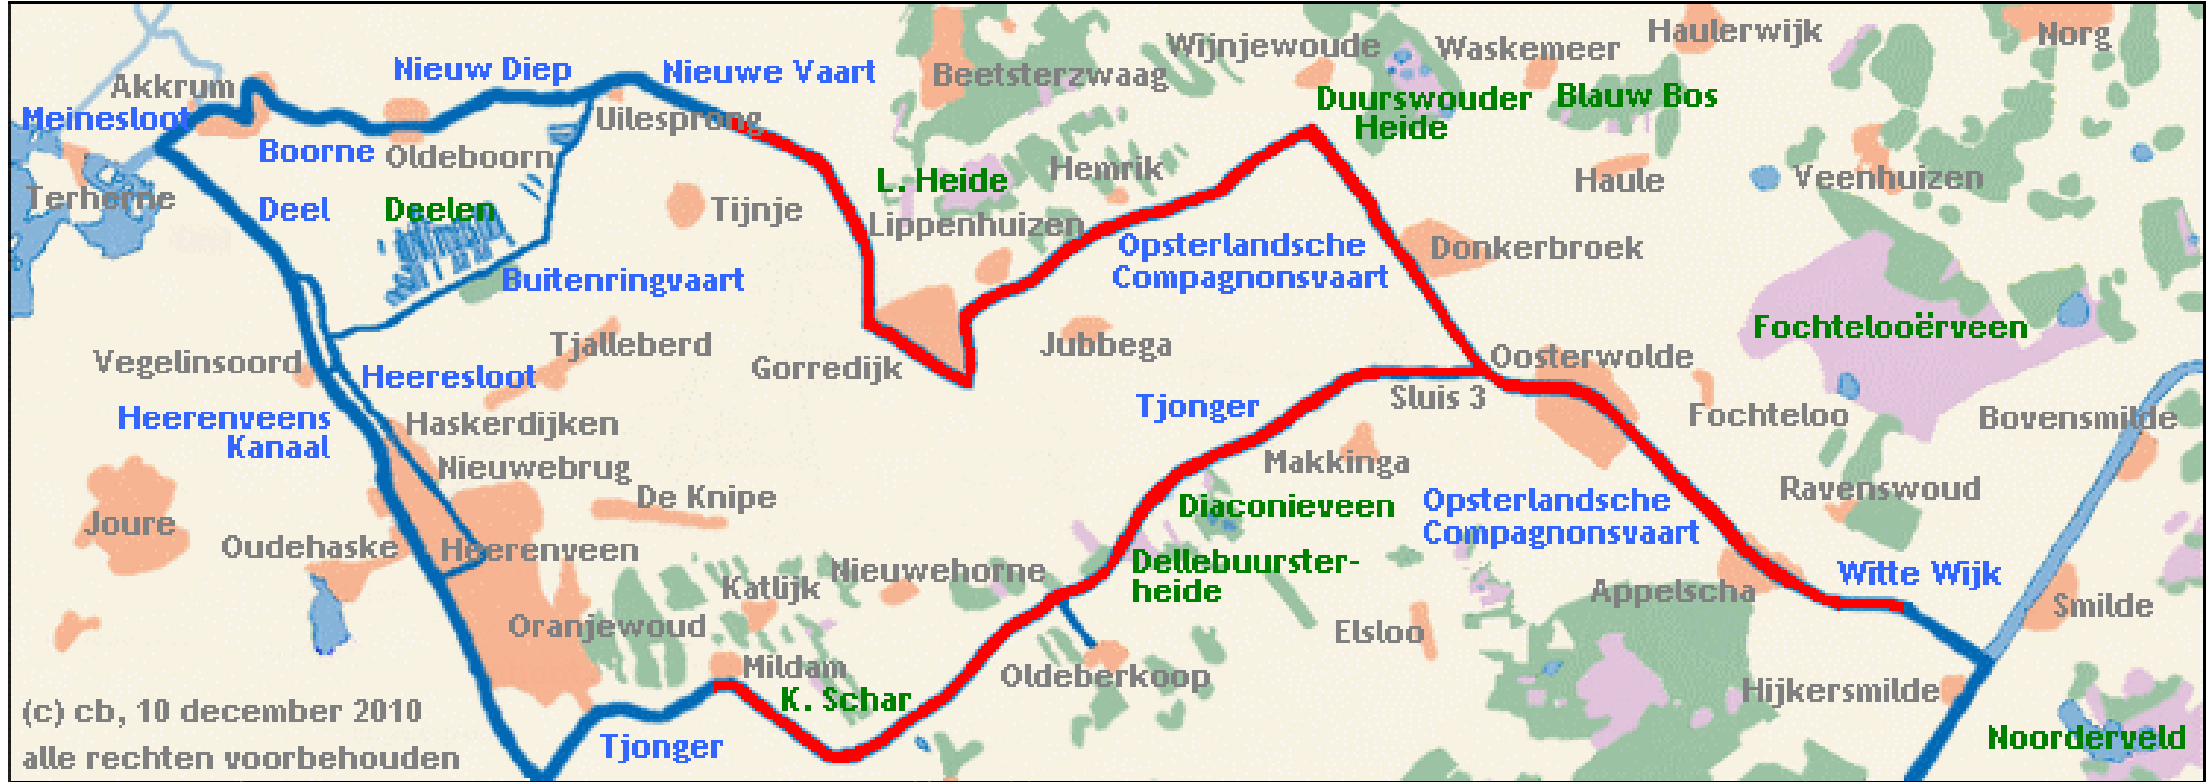 Haulerwijk
Norg
Wijnjewoude
Waskemeer
Nieuw Diep
Nieuwe Vaart
Beetsterzwaag
Akkrum
Duurswouder
Heide
Blauw Bos
Meinesloot
Uilesprong
Boorne
Oldeboorn
Hemrik
L. Heide
Haule
Veenhuizen
Terherne
Deel
Deelen
Tijnje
Lippenhuizen
Opsterlandsche
Compagnonsvaart
Donkerbroek
Buitenringvaart
Fochtelooërveen
Tjalleberd
Jubbega
Vegelinsoord
Gorredijk
Oosterwolde
Heeresloot
Sluis 3
Tjonger
Heerenveens
Kanaal
Haskerdijken
Fochteloo
Bovensmilde
Nieuwebrug
Makkinga
De Knipe
Diaconieveen
Opsterlandsche
Compagnonsvaart
Ravenswoud
Joure
Oudehaske
Heerenveen
Nieuwehorne
Dellebuurster-
heide
Katlijk
Witte Wijk
Appelscha
Smilde
Oranjewoud
Elsloo
Mildam
Oldeberkoop
K. Schar
Hijkersmilde
(c) cb, 10 december 2010
alle rechten voorbehouden
Tjonger
Noorderveld